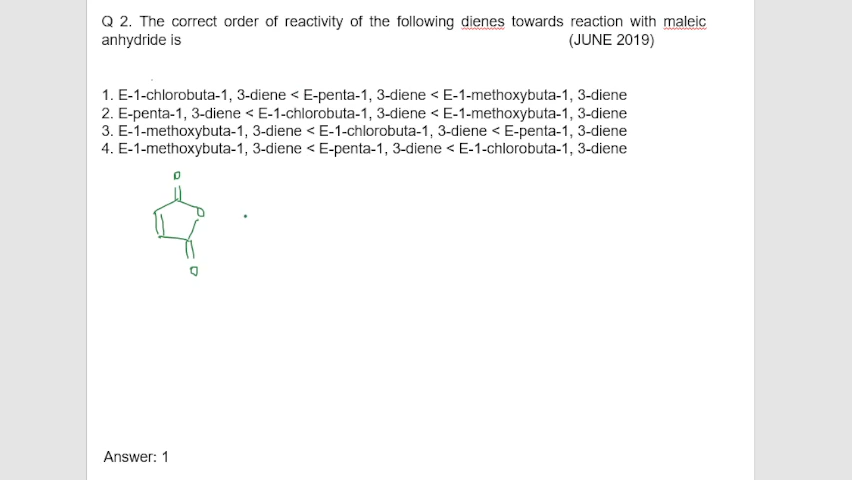 Q 2. The correct order of reactivity of the following dienes towards reaction with maleic
anhydride is (JUNE 2019)
1. E-1-chlorobuta-1, 3-diene < E-penta-1, 3-diene < E-1-methoxybuta-1, 3-diene
2. E-penta-1, 3-diene < E-1-chlorobuta-1, 3-diene < E-1-methoxybuta-1, 3-diene
3. E-1-methoxybuta-1, 3-diene < E-1-chlorobuta-1, 3-diene < E-penta-1, 3-diene
4. E-1-methoxybuta-1, 3-diene < E-penta-1, 3-diene < E-1-chlorobuta-1, 3-diene
O
O
O
Answer: 1